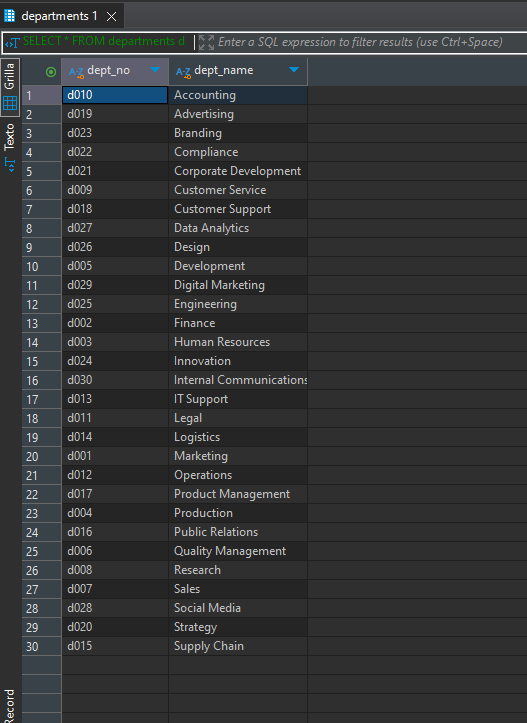 departments 1
SELECT * FROM departments d
Enter a SQL expression to filter results (use Ctrl+Space)
Grilla
Texto
Record
dept_no dept_name
1 d010 Accounting
2 d019 Advertising
3 d023 Branding
4 d022 Compliance
5 d021 Corporate Development
6 d009 Customer Service
7 d018 Customer Support
8 d027 Data Analytics
9 d026 Design
10 d005 Development
11 d029 Digital Marketing
12 d025 Engineering
13 d002 Finance
14 d003 Human Resources
15 d024 Innovation
16 d030 Internal Communications
17 d013 IT Support
18 d011 Legal
19 d014 Logistics
20 d001 Marketing
21 d012 Operations
22 d017 Product Management
23 d004 Production
24 d016 Public Relations
25 d006 Quality Management
26 d008 Research
27 d007 Sales
28 d028 Social Media
29 d020 Strategy
30 d015 Supply Chain